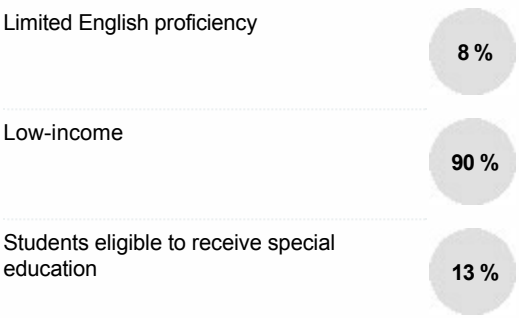 Limited English proficiency
8 %
Low-income
90 %
Students eligible to receive special
education
13 %